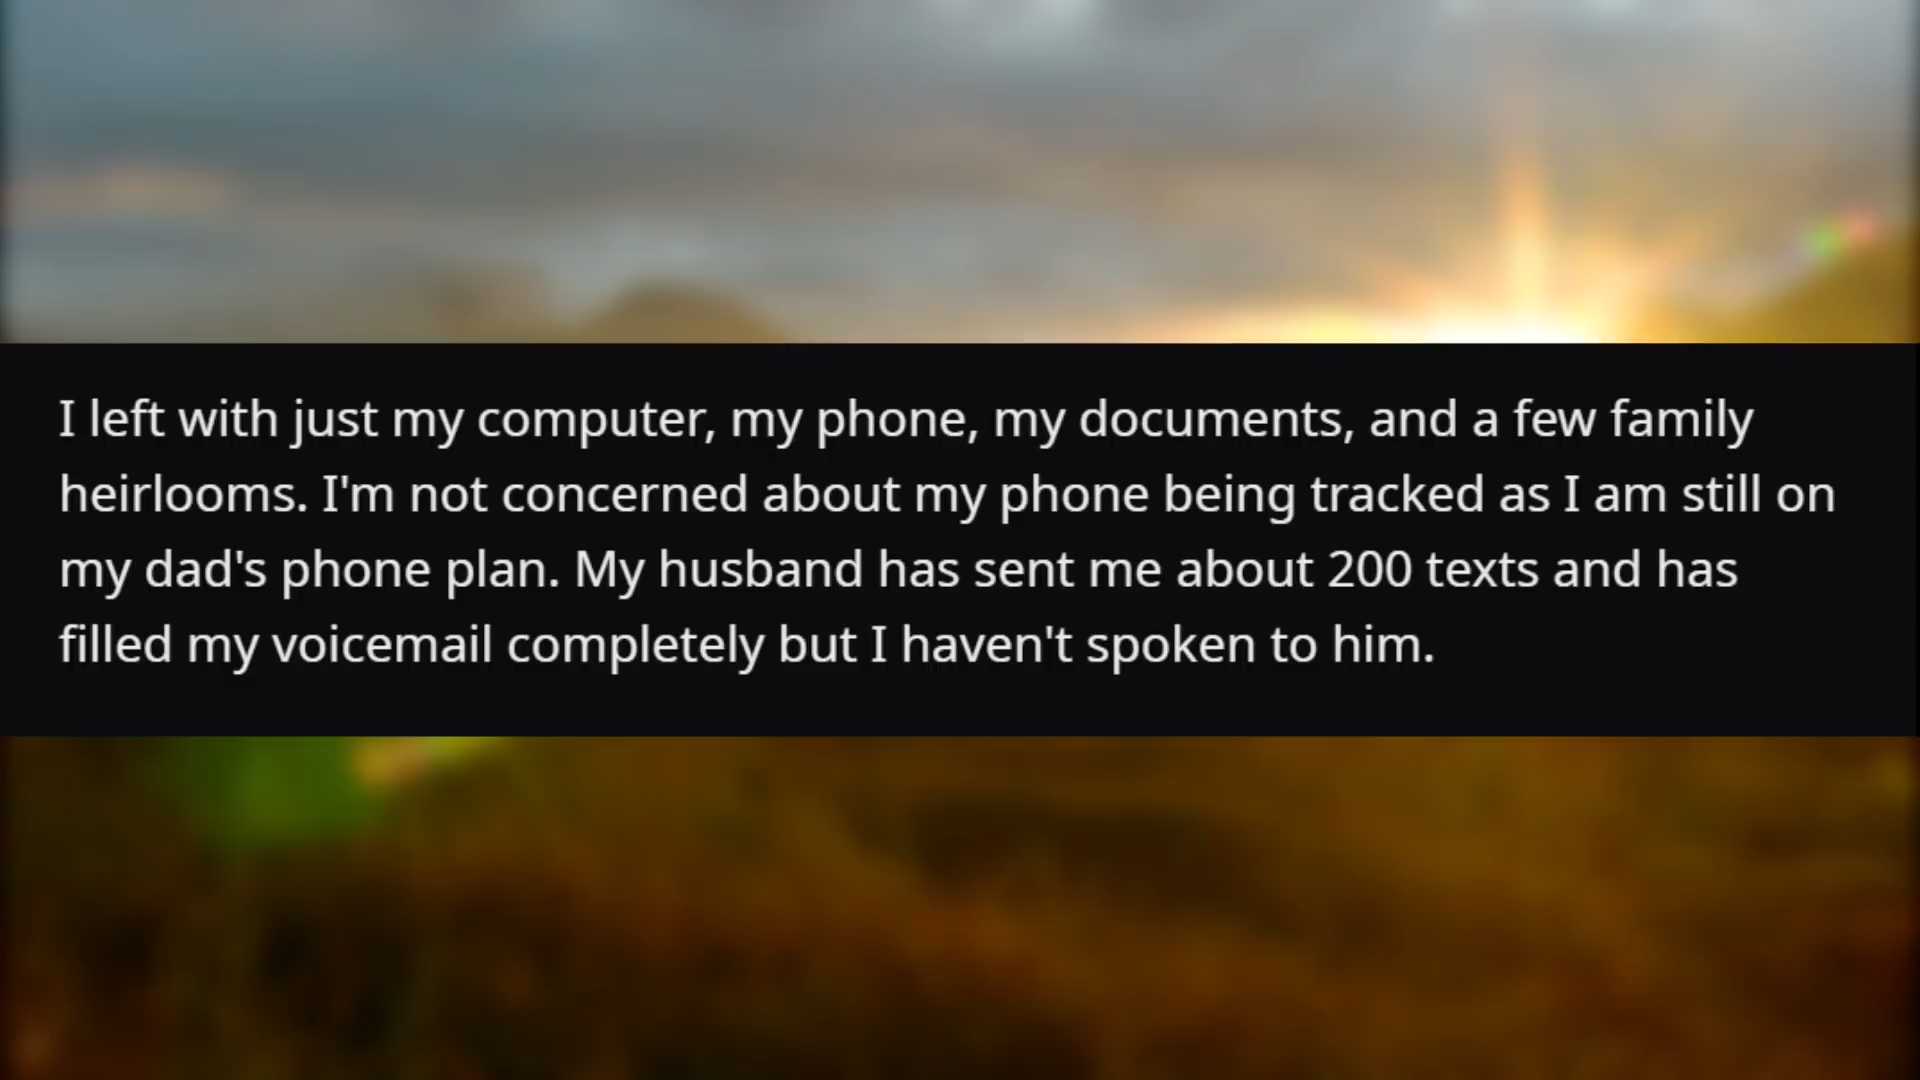 I left with just my computer, my phone, my documents, and a few family
heirlooms. I'm not concerned about my phone being tracked as I am still on
my dad's phone plan. My husband has sent me about 200 texts and has
filled my voicemail completely but I haven't spoken to him.